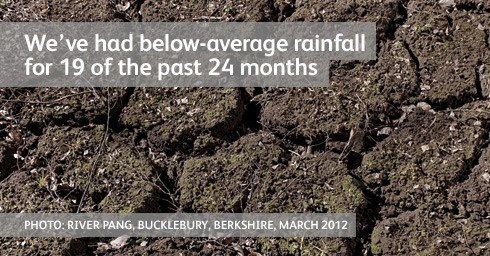 We've had below-average rainfall
for 19 of the past 24 months
PHOTO: RIVER PANG, BUCKLEBURY, BERKSHIRE, MARCH 2012